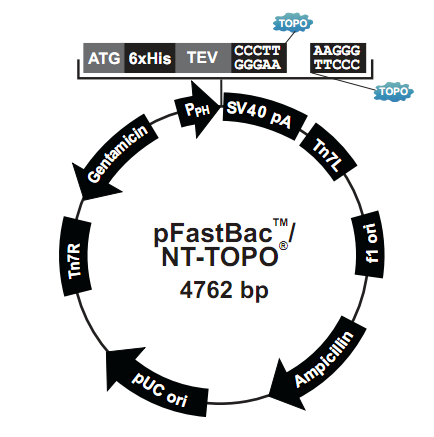 TOPO
ATG 6xHis TEV CCCTT AAGGG
GGGAA TTCCC
TOPO
PPH SV40 pA
Gentamicin Tn7L
pFastBac™/
NT-TOPO®
4762 bp
Tn7R f1 ori
Ampicillin
pUC ori